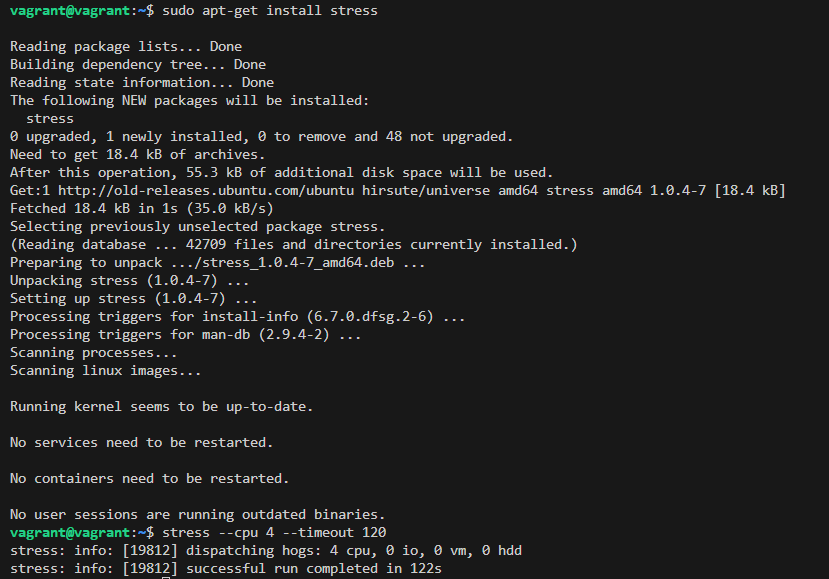 vagrant@vagrant:~$ sudo apt-get install stress
Reading package lists... Done
Building dependency tree... Done
Reading state information... Done
The following NEW packages will be installed:
  stress
0 upgraded, 1 newly installed, 0 to remove and 48 not upgraded.
Need to get 18.4 kB of archives.
After this operation, 55.3 kB of additional disk space will be used.
Get:1 http://old-releases.ubuntu.com/ubuntu hirsute/universe amd64 stress amd64 1.0.4-7 [18.4 kB]
Fetched 18.4 kB in 1s (35.0 kB/s)
Selecting previously unselected package stress.
(Reading database ... 42709 files and directories currently installed.)
Preparing to unpack .../stress_1.0.4-7_amd64.deb ...
Unpacking stress (1.0.4-7) ...
Setting up stress (1.0.4-7) ...
Processing triggers for install-info (6.7.0.dfsg.2-6) ...
Processing triggers for man-db (2.9.4-2) ...
Scanning processes...
Scanning linux images...
Running kernel seems to be up-to-date.
No services need to be restarted.
No containers need to be restarted.
No user sessions are running outdated binaries.
vagrant@vagrant:~$ stress --cpu 4 --timeout 120
stress: info: [19812] dispatching hogs: 4 cpu, 0 io, 0 vm, 0 hdd
stress: info: [19812] successful run completed in 122s